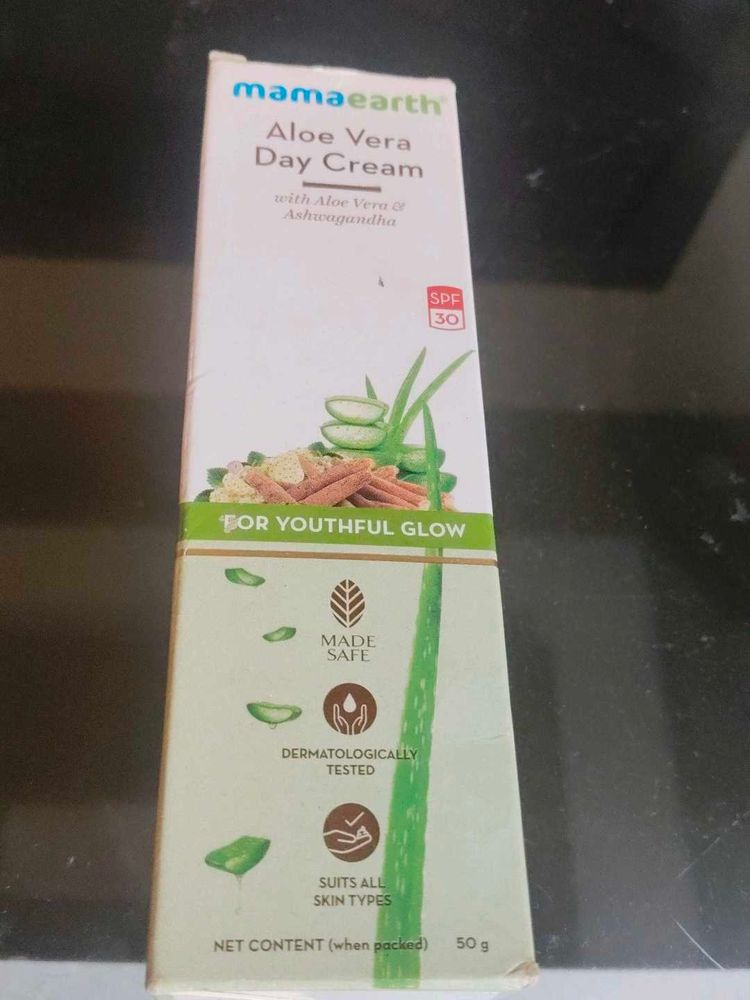 mamaearth
Aloe Vera
Day Cream
with Aloe Vera &
Ashwagandha
SPF
30
FOR YOUTHFUL GLOW
MADE
SAFE
DERMATOLOGICALLY
TESTED
SUITS ALL
SKIN TYPES
NET CONTENT (when packed) 50 g